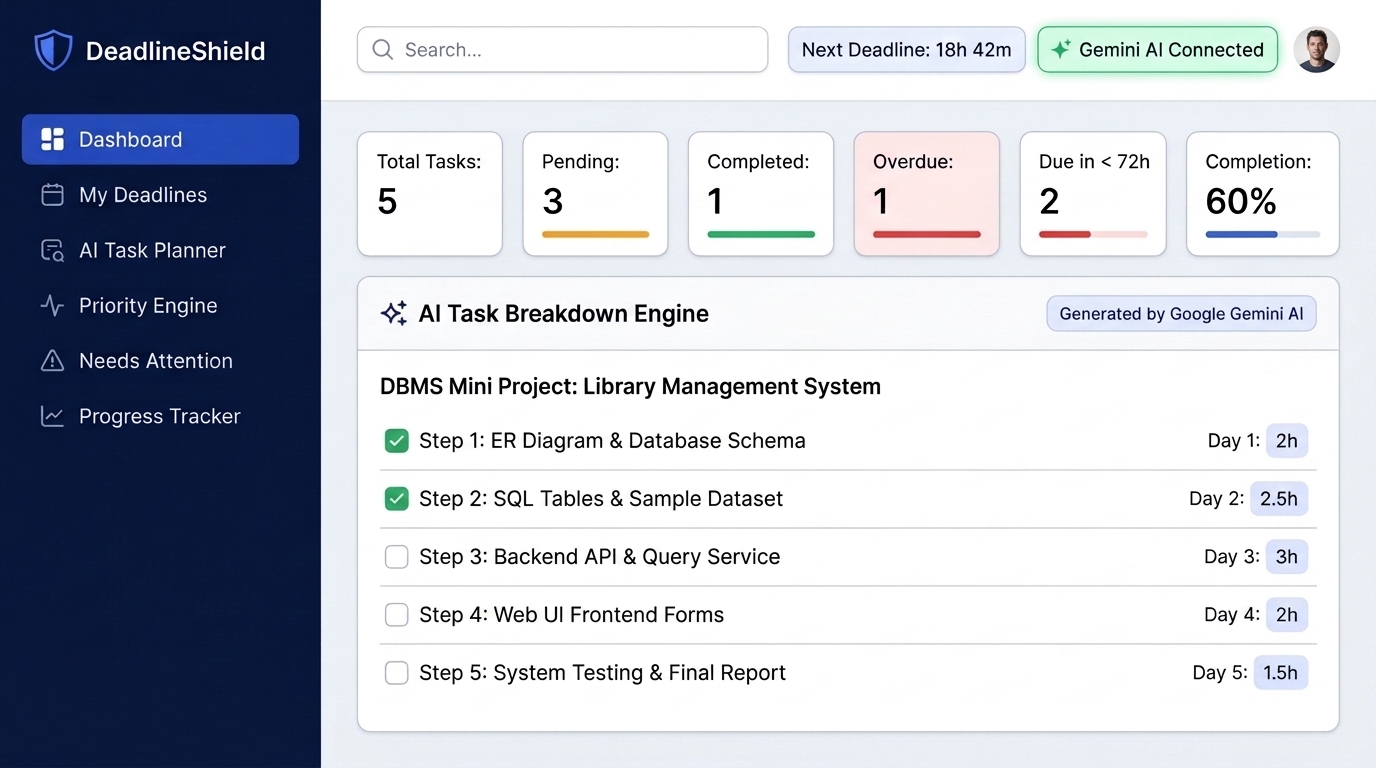 DeadlineShield
Dashboard
My Deadlines
AI Task Planner
Priority Engine
Needs Attention
Progress Tracker
Search...
Next Deadline: 18h 42m
Gemini AI Connected
Total Tasks:
5
Pending:
3
Completed:
1
Overdue:
1
Due in < 72h
2
Completion:
60%
AI Task Breakdown Engine
Generated by Google Gemini AI
DBMS Mini Project: Library Management System
Step 1: ER Diagram & Database Schema Day 1: 2h
Step 2: SQL Tables & Sample Dataset Day 2: 2.5h
Step 3: Backend API & Query Service Day 3: 3h
Step 4: Web UI Frontend Forms Day 4: 2h
Step 5: System Testing & Final Report Day 5: 1.5h